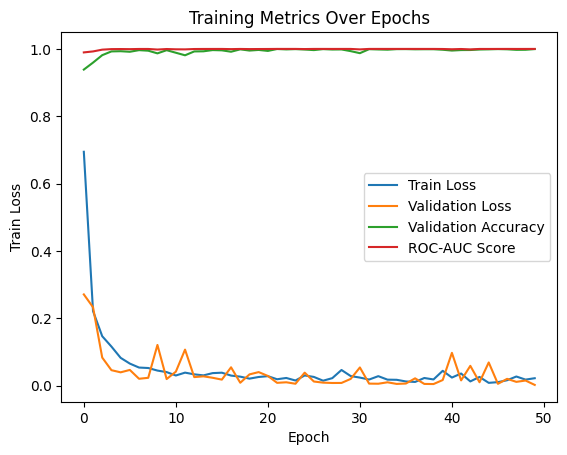 Training Metrics Over Epochs
1.0
0.8
0.6
0.4
0.2
0.0
Train Loss
Train Loss
Validation Loss
Validation Accuracy
ROC-AUC Score
0
10
20
30
40
50
Epoch